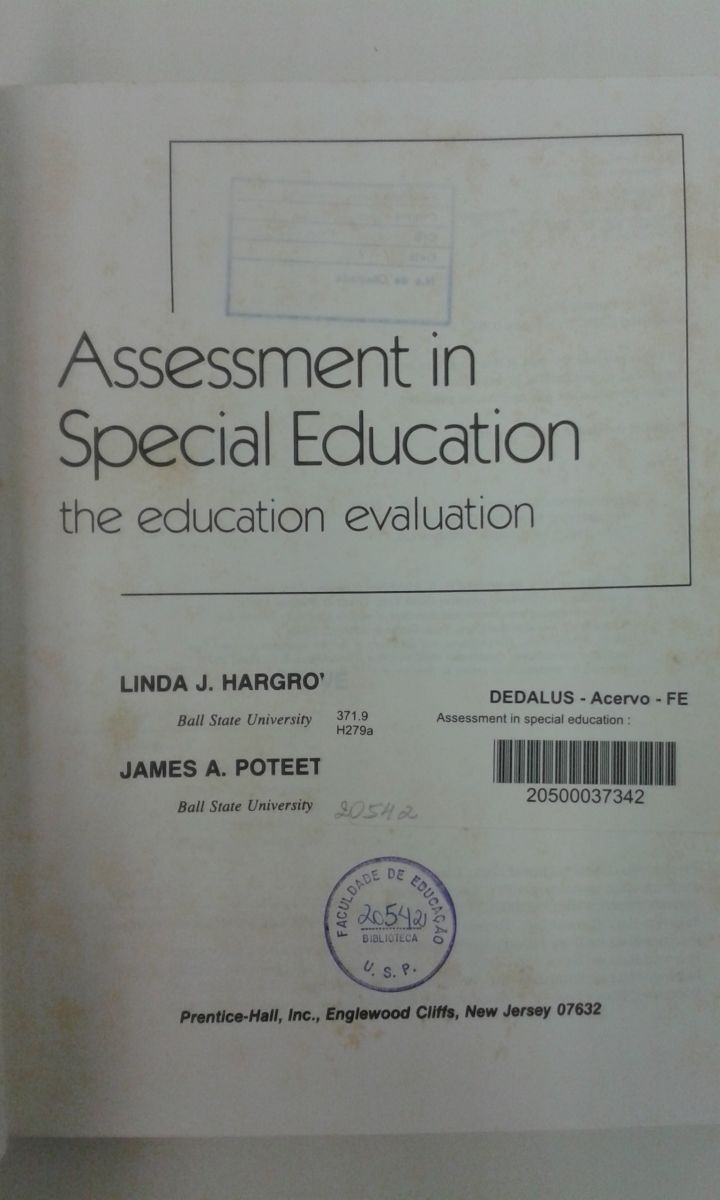 Assessment in
Special Education
the education evaluation
LINDA J. HARGRO'
Ball State University
371.9
H279a
DEDALUS - Acervo - FE
Assessment in special education :
20500037342
JAMES A. POTEET
Ball State University
20542
FACULDADE DE EDUCAÇÃO
20542
BIBLIOTECA
U. S. P.
Prentice-Hall, Inc., Englewood Cliffs, New Jersey 07632